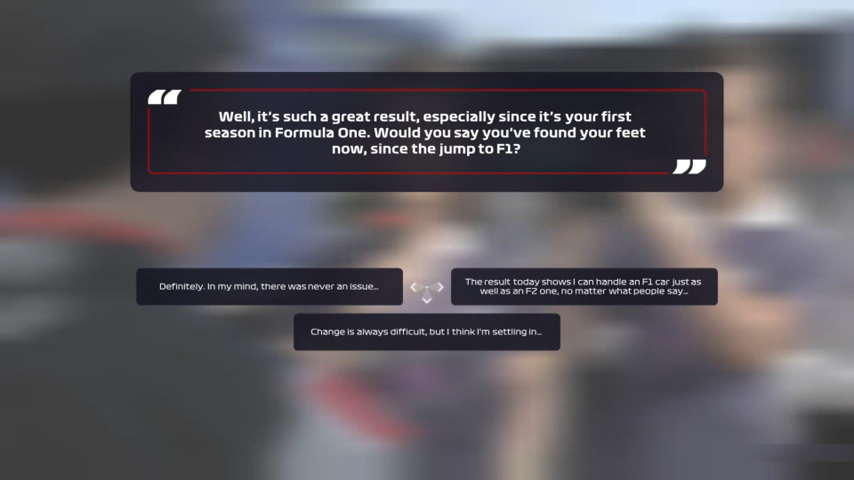 Well, it's such a great result, especially since it's your first
season in Formula One. Would you say you've found your feet
now, since the jump to F1?
Definitely. In my mind, there was never an issue...
The result today shows I can handle an F1 car just as
well as an F2 one, no matter what people say...
Change is always difficult, but I think I'm settling in...